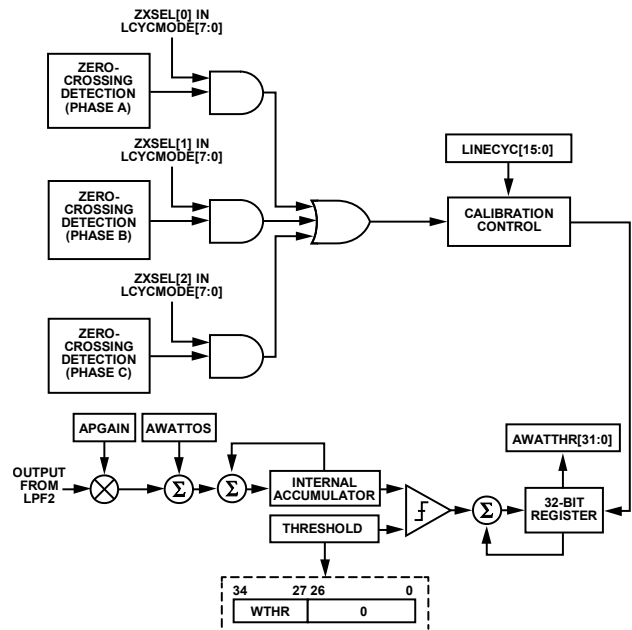 ZXSEL[0] IN
LCYCMODE[7:0]
ZERO-
CROSSING
DETECTION
(PHASE A)
ZXSEL[1] IN
LCYCMODE[7:0]
ZERO-
CROSSING
DETECTION
(PHASE B)
LINECYC[15:0]
CALIBRATION
CONTROL
ZXSEL[2] IN
LCYCMODE[7:0]
ZERO-
CROSSING
DETECTION
(PHASE C)
APGAIN
AWATTOS
AWATTHR[31:0]
OUTPUT
FROM
LPF2
Σ
Σ
INTERNAL
ACCUMULATOR
THRESHOLD
Σ
32-BIT
REGISTER
34 27 26 0
WTHR 0